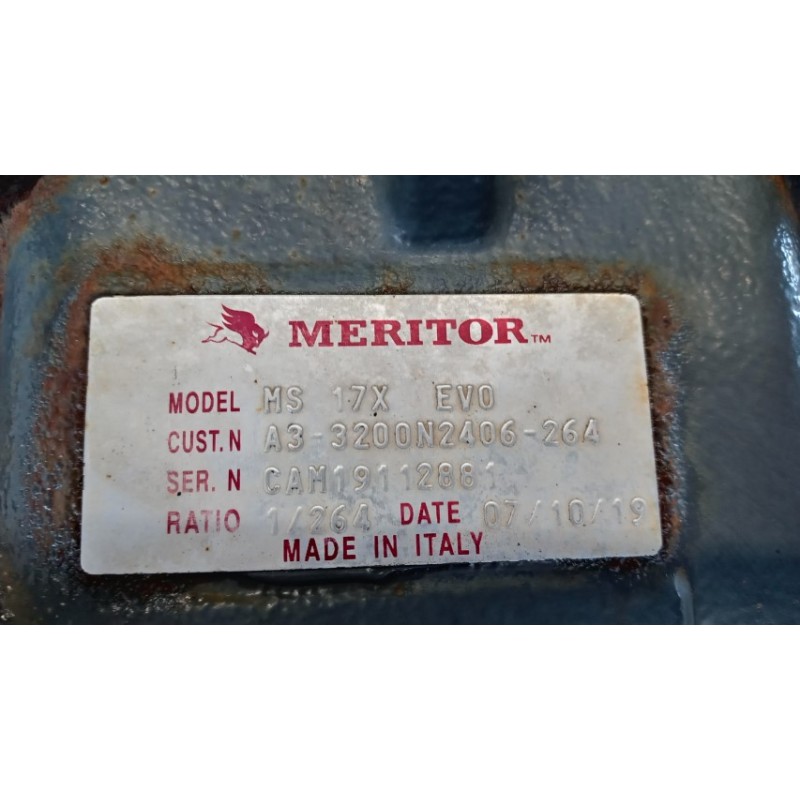 MERITOR™
MODEL MS 17X EVO
CUST.N A3-3200N2406-264
SER. N CAM19112881
RATIO 1/264 DATE 07/10/19
MADE IN ITALY